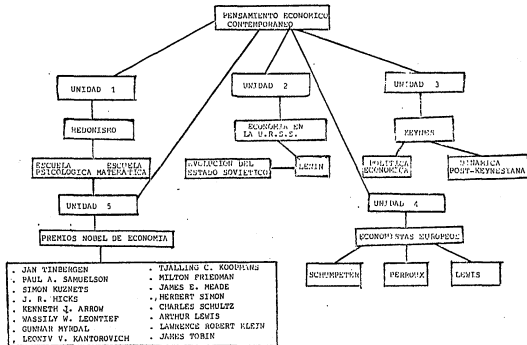 PENSAMIENTO ECONOMICO
CONTEMPORANEO
UNIDAD 1
UNIDAD 2
UNIDAD 3
HEDONISMO
ECONOMIA EN
LA U.R.S.S.
KEYNES
ESCUELA ESCUELA
PSICOLOGICA MATEMATICA
EVOLUCION DEL
ESTADO SOVIETICO
LENIN
POLITICA
ECONOMICA
DINAMICA
POST-KEYNESIANA
UNIDAD 5
UNIDAD 4
PREMIOS NOBEL DE ECONOMIA
ECONOMISTAS EUROPEOS
SCHUMPETER
PERROUX
LEWIS
. JAN TINBERGEN
. PAUL A. SAMUELSON
. SIMON KUZNETS
. J. R. HICKS
. KENNETH J. ARROW
. WASSILY W. LEONTIEF
. GUNNAR MYRDAL
. LEONIV V. KANTOROVICH
. TJALLING C. KOOPMANS
. MILTON FRIEDMAN
. JAMES E. MEADE
. HERBERT SIMON
. CHARLES SCHULTZ
. ARTHUR LEWIS
. LAWRENCE ROBERT KLEIN
. JAMES TOBIN